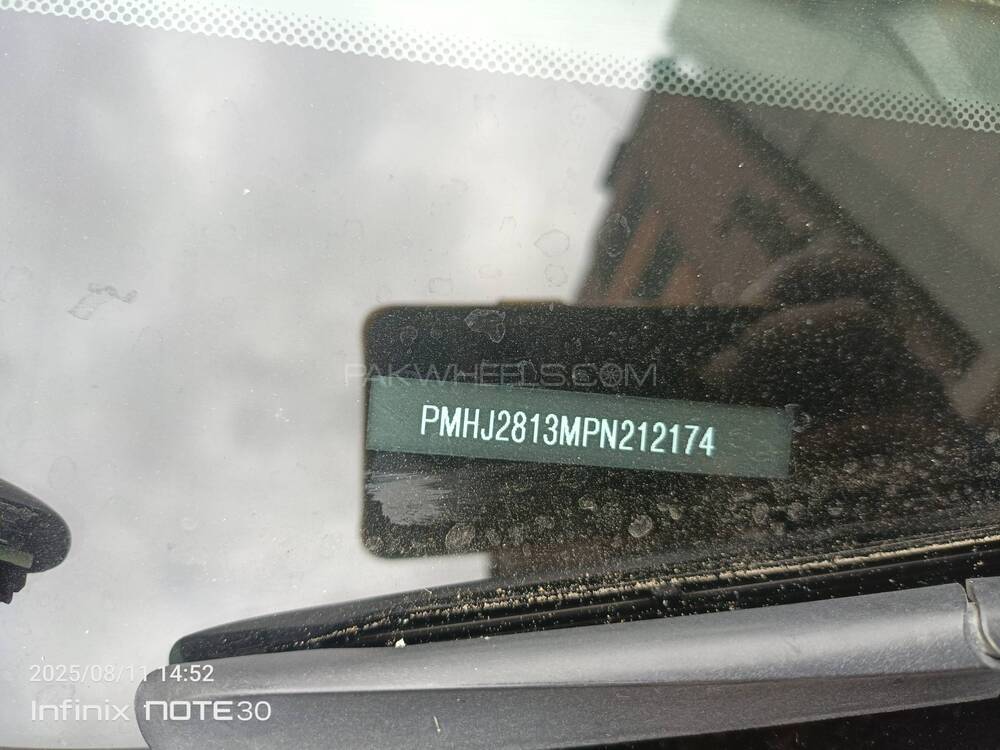 PAKWHEELS.COM
PMHJ2813MPN212174
2025/08/11 14:52
Infinix NOTE30